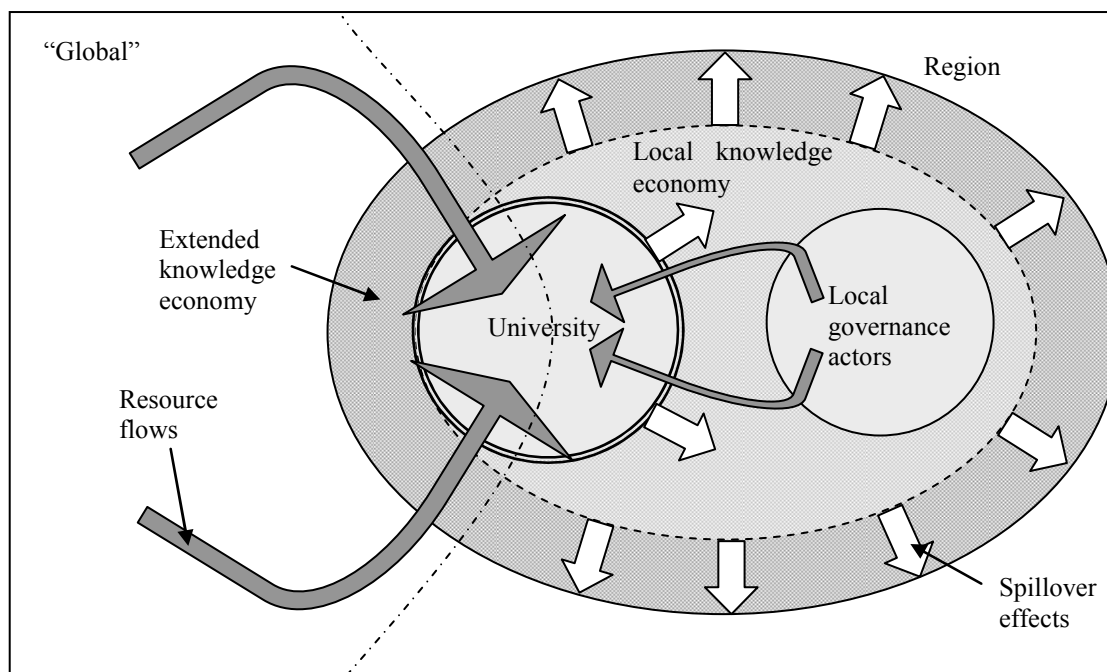 “Global”
Region
Local knowledge
economy
Extended
knowledge
economy
University
Local
governance
actors
Resource
flows
Spillover
effects